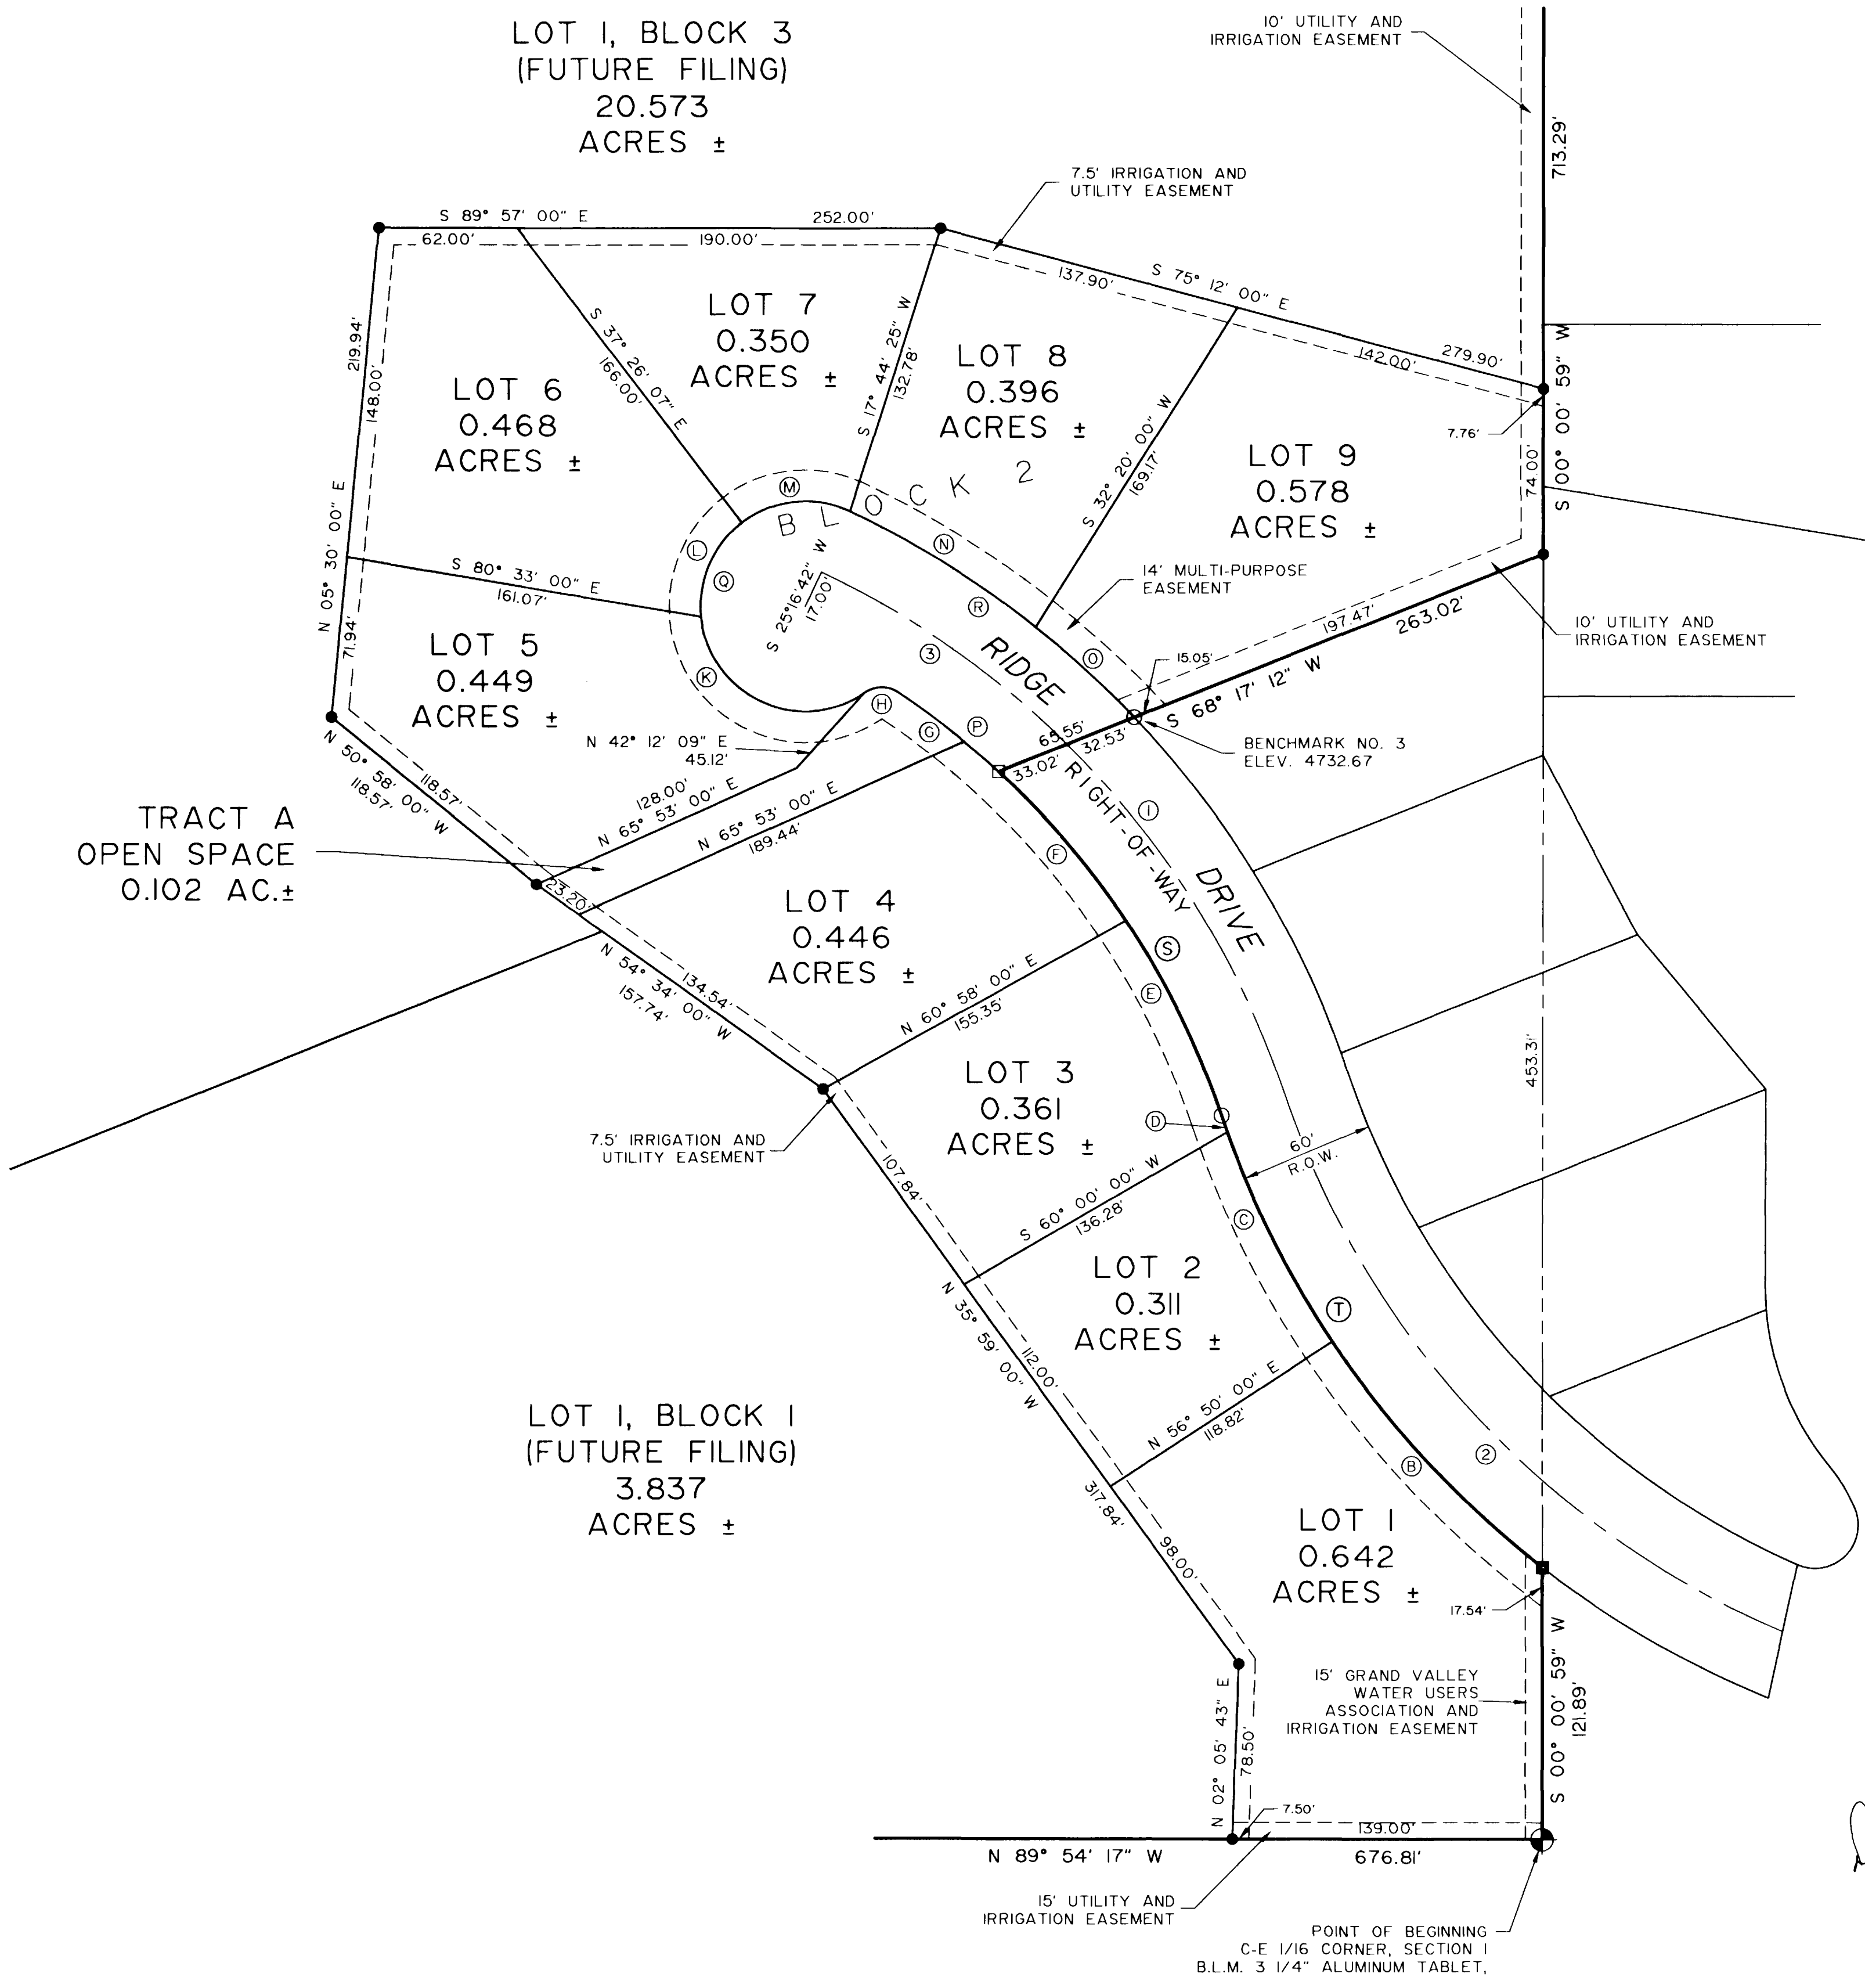 LOT 1, BLOCK 3
(FUTURE FILING)
20.573
ACRES ±
10' UTILITY AND
IRRIGATION EASEMENT
713.29'
7.5' IRRIGATION AND
UTILITY EASEMENT
S 89° 57' 00" E
252.00'
62.00'
190.00'
137.90'
S 75° 12' 00" E
142.00'
279.90'
S 00° 00' 59" W
7.76'
74.00'
219.94'
148.00'
N 05° 30' 00" E
71.94'
LOT 7
0.350
ACRES ±
S 37° 26' 07" E
166.00'
S 17° 44' 25" W
132.78'
LOT 8
0.396
ACRES ±
LOT 6
0.468
ACRES ±
S 32° 20' 00" W
169.17'
LOT 9
0.578
ACRES ±
BLOCK 2
M
L
Q
N
R
O
K
H
G
P
3
S 25°16'42" W
17.00'
14' MULTI-PURPOSE
EASEMENT
S 80° 33' 00" E
161.07'
LOT 5
0.449
ACRES ±
RIDGE
DRIVE
RIGHT-OF-WAY
15.05'
197.47'
263.02'
S 68° 17' 12" W
10' UTILITY AND
IRRIGATION EASEMENT
65.55'
32.53'
33.02'
BENCHMARK NO. 3
ELEV. 4732.67
N 42° 12' 09" E
45.12'
N 50° 58' 00" W
118.57'
118.57'
128.00'
N 65° 53' 00" E
N 65° 53' 00" E
189.44'
TRACT A
OPEN SPACE
0.102 AC.±
23.20'
1
F
LOT 4
0.446
ACRES ±
S
E
N 54° 34' 00" W
157.74'
134.54'
N 60° 58' 00" E
155.35'
LOT 3
0.361
ACRES ±
D
453.31'
60'
R.O.W.
7.5' IRRIGATION AND
UTILITY EASEMENT
107.84'
S 60° 00' 00" W
136.28'
C
LOT 2
0.311
ACRES ±
T
N 35° 59' 00" W
112.00'
317.84'
98.00'
N 56° 50' 00" E
118.82'
B
2
LOT 1, BLOCK 1
(FUTURE FILING)
3.837
ACRES ±
LOT 1
0.642
ACRES ±
17.54'
15' GRAND VALLEY
WATER USERS
ASSOCIATION AND
IRRIGATION EASEMENT
S 00° 00' 59" W
121.89'
N 02° 05' 43" E
78.50'
7.50'
139.00'
N 89° 54' 17" W
676.81'
15' UTILITY AND
IRRIGATION EASEMENT
POINT OF BEGINNING
C-E 1/16 CORNER, SECTION 1
B.L.M. 3 1/4" ALUMINUM TABLET,